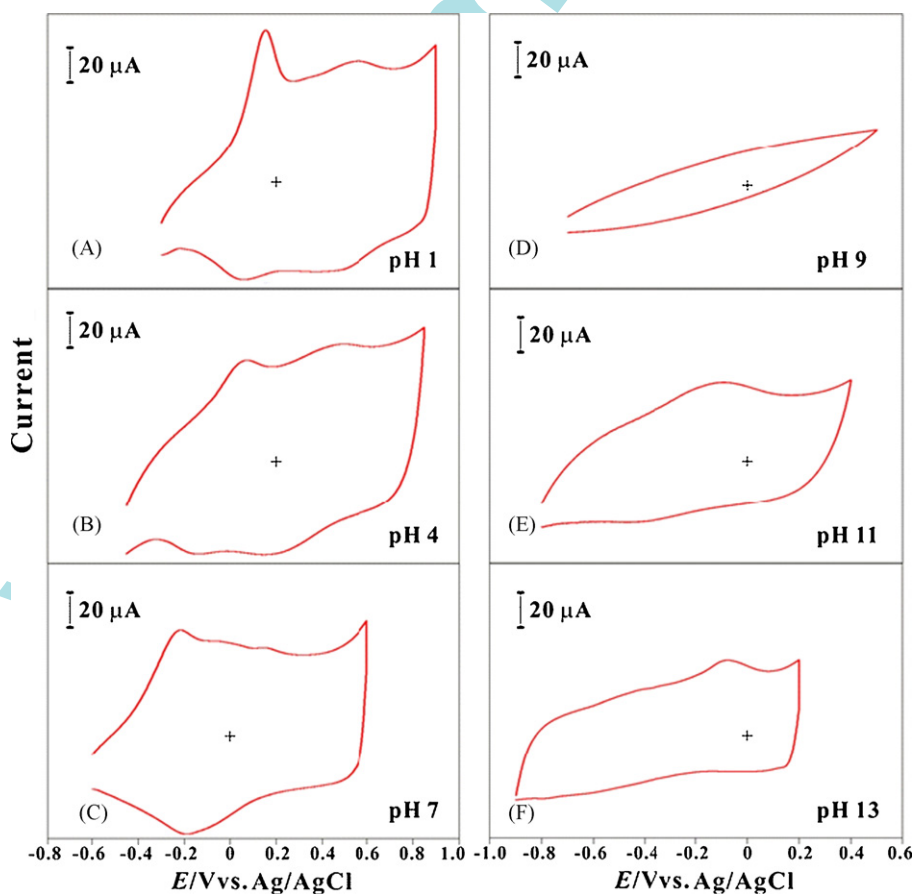 20 µA
(A)
pH 1
20 µA
(B)
pH 4
20 µA
(C)
pH 7
20 µA
(D)
pH 9
20 µA
(E)
pH 11
20 µA
(F)
pH 13
Current
-0.8 -0.6 -0.4 -0.2 0 0.2 0.4 0.6 0.8 1.0
E/Vvs. Ag/AgCl
-1.0 -0.8 -0.6 -0.4 -0.2 0 0.2 0.4 0.6
E/Vvs. Ag/AgCl